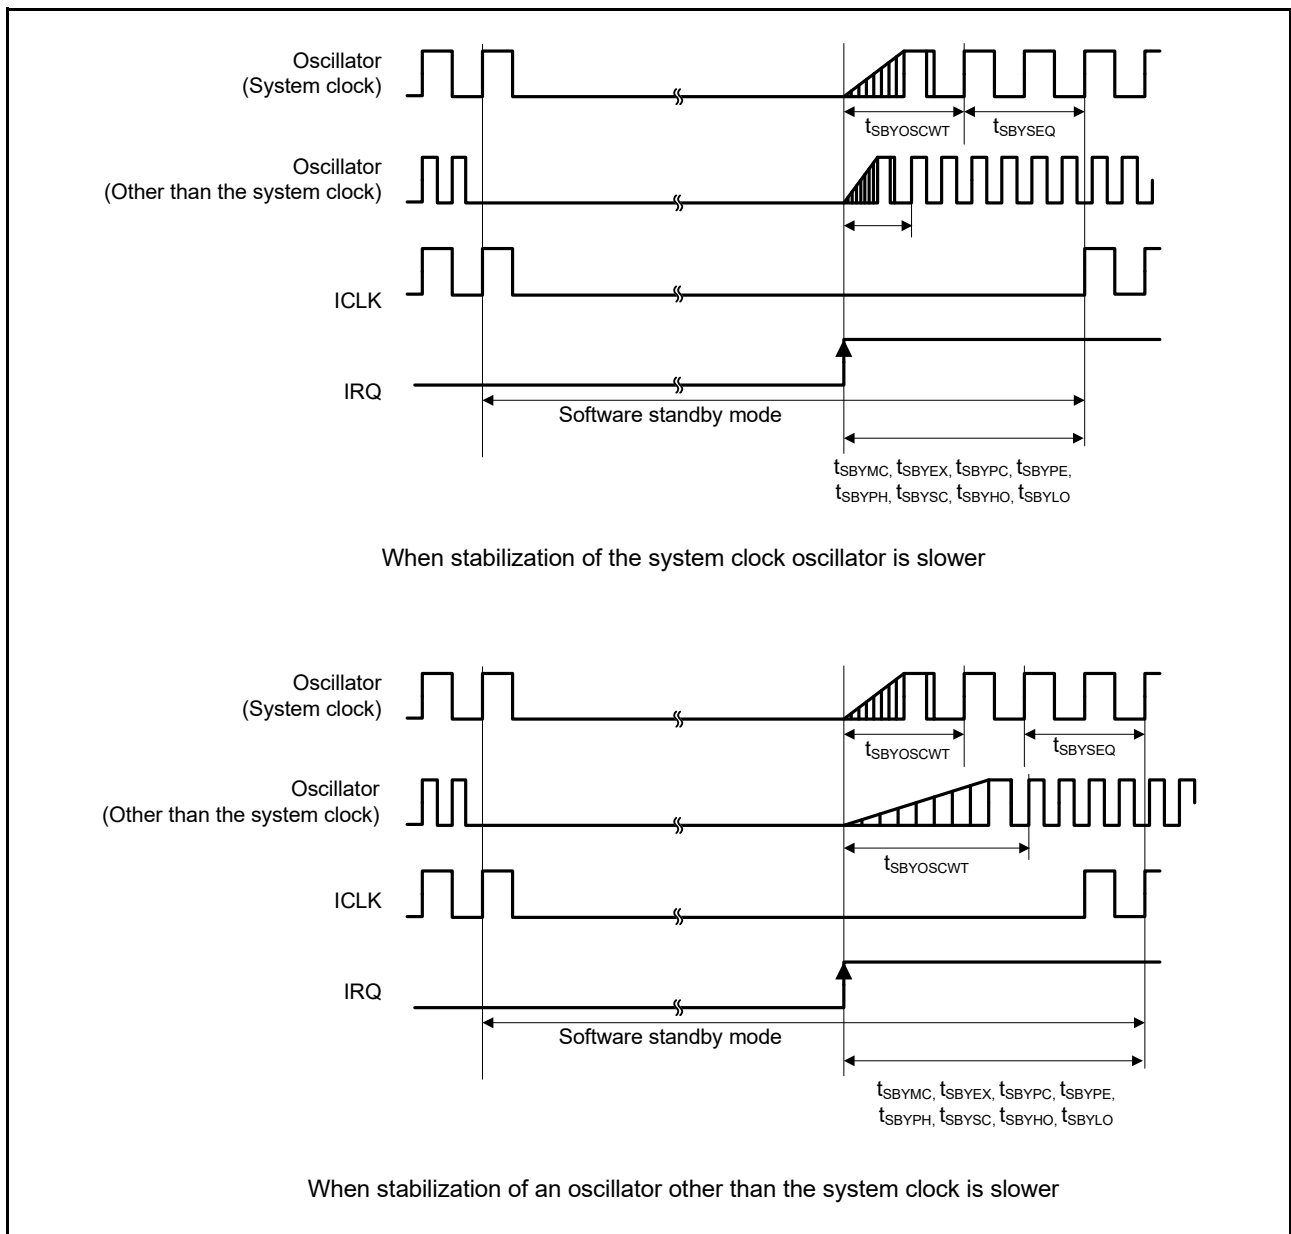 Oscillator
(System clock)
tSBYOSCWT
tSBYSEQ
Oscillator
(Other than the system clock)
ICLK
IRQ
Software standby mode
tSBYMC, tSBYEX, tSBYPC, tSBYPE,
tSBYPH, tSBYSC, tSBYHO, tSBYLO
When stabilization of the system clock oscillator is slower
Oscillator
(System clock)
tSBYOSCWT
tSBYSEQ
Oscillator
(Other than the system clock)
tSBYOSCWT
ICLK
IRQ
Software standby mode
tSBYMC, tSBYEX, tSBYPC, tSBYPE,
tSBYPH, tSBYSC, tSBYHO, tSBYLO
When stabilization of an oscillator other than the system clock is slower